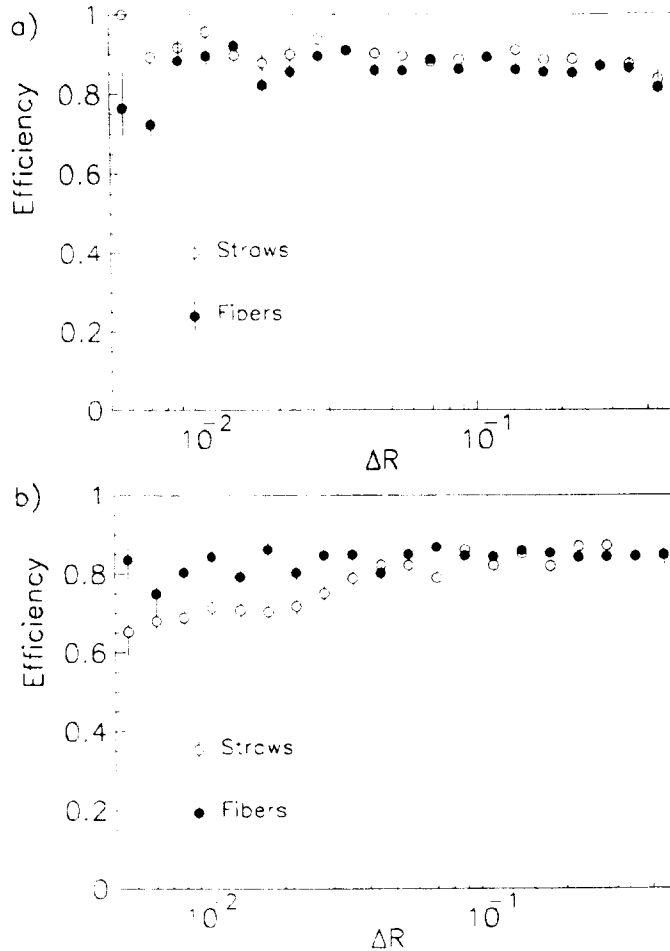 a)
1
0.8
0.6
0.4
0.2
0
Efficiency
Straws
Fibers
10⁻² 10⁻¹
ΔR
b)
1
0.8
0.6
0.4
0.2
0
Efficiency
Straws
Fibers
10⁻² 10⁻¹
ΔR